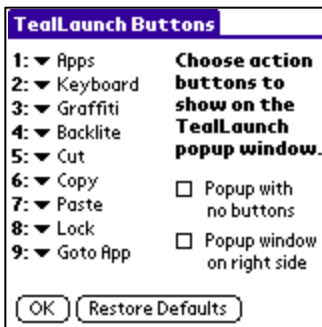 TealLaunch Buttons
1: Apps
2: Keyboard
3: Graffiti
4: Backlite
5: Cut
6: Copy
7: Paste
8: Lock
9: Goto App
Choose action
buttons to
show on the
TealLaunch
popup window.
Popup with
no buttons
Popup window
on right side
OK
Restore Defaults